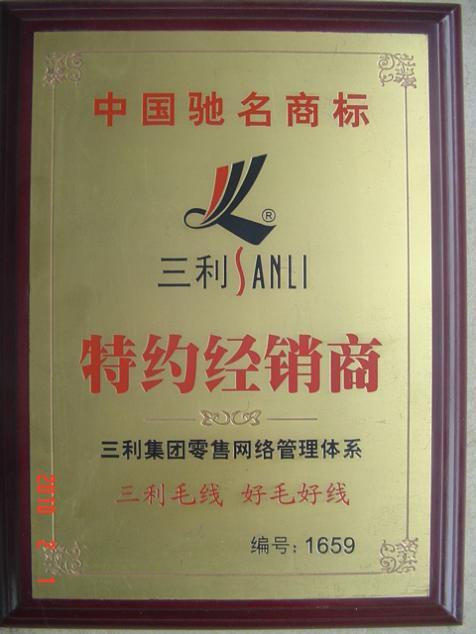 中国驰名商标
®
三利SANLI
特约经销商
三利集团零售网络管理体系
三利毛线 好毛好线
编号：1659
2010 2 1